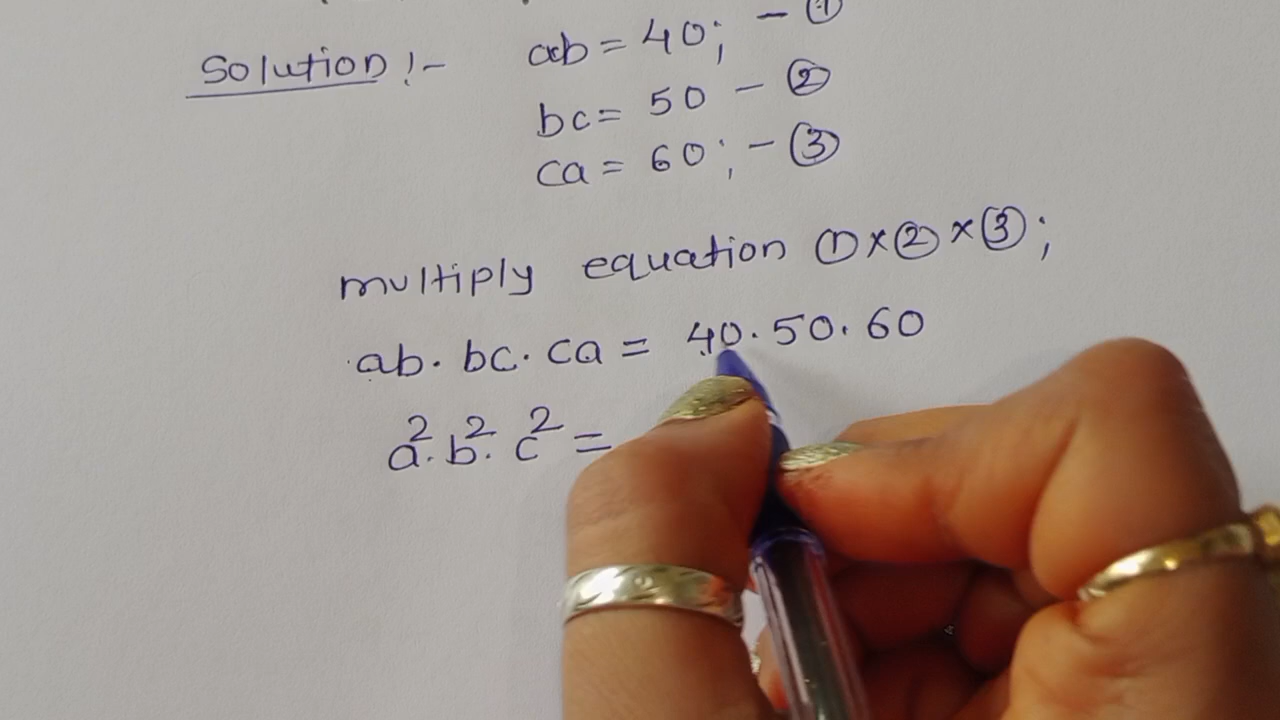 Solution :- ab = 40; - ①
bc = 50 - ②
ca = 60; - ③
multiply equation ① × ② × ③;
ab. bc. ca = 40. 50. 60
a². b². c² =